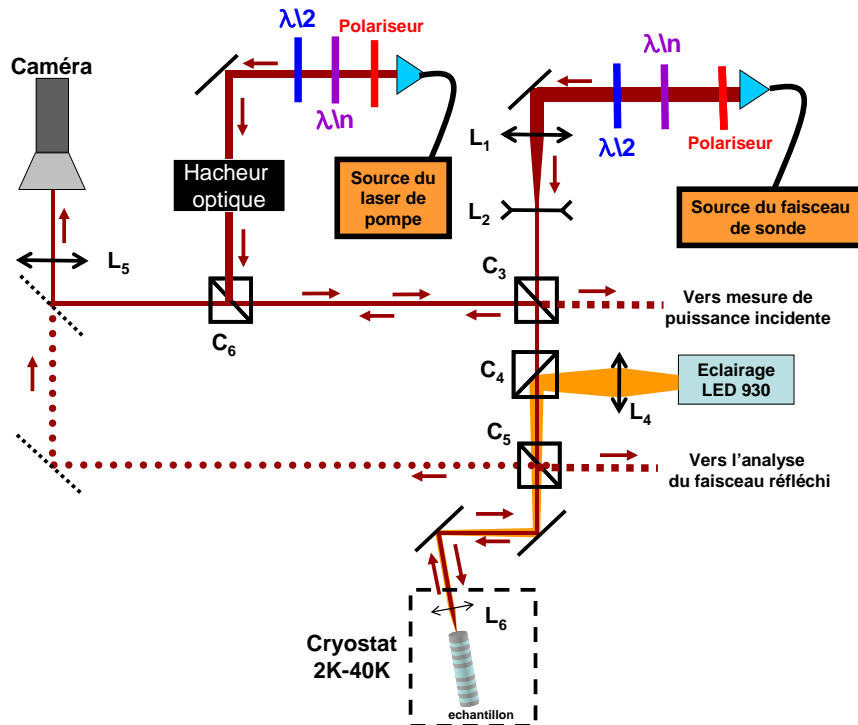 λ\2
λ\n
Polariseur
Caméra
Hacheur
optique
Source du
laser de
pompe
L1
L2
λ\2
λ\n
Polariseur
Source du faisceau
de sonde
L5
C6
C3
Vers mesure de
puissance incidente
C4
L4
Eclairage
LED 930
C5
Vers l'analyse
du faisceau réfléchi
L6
Cryostat
2K-40K
echantillon